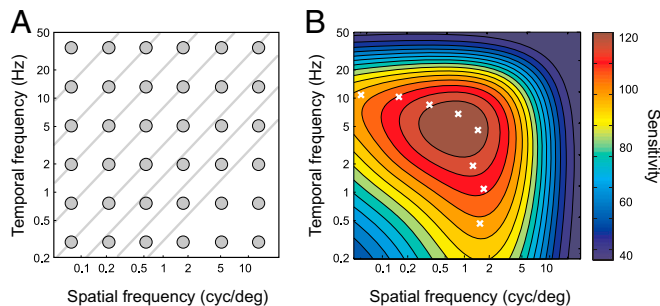 A
Temporal frequency (Hz)
50
20
10
5
2
1
0.5
0.2
0.1 0.2 0.5 1 2 5 10
Spatial frequency (cyc/deg)
B
Temporal frequency (Hz)
50
20
10
5
2
1
0.5
0.2
0.1 0.2 0.5 1 2 5 10
Spatial frequency (cyc/deg)
120
100
80
60
40
Sensitivity